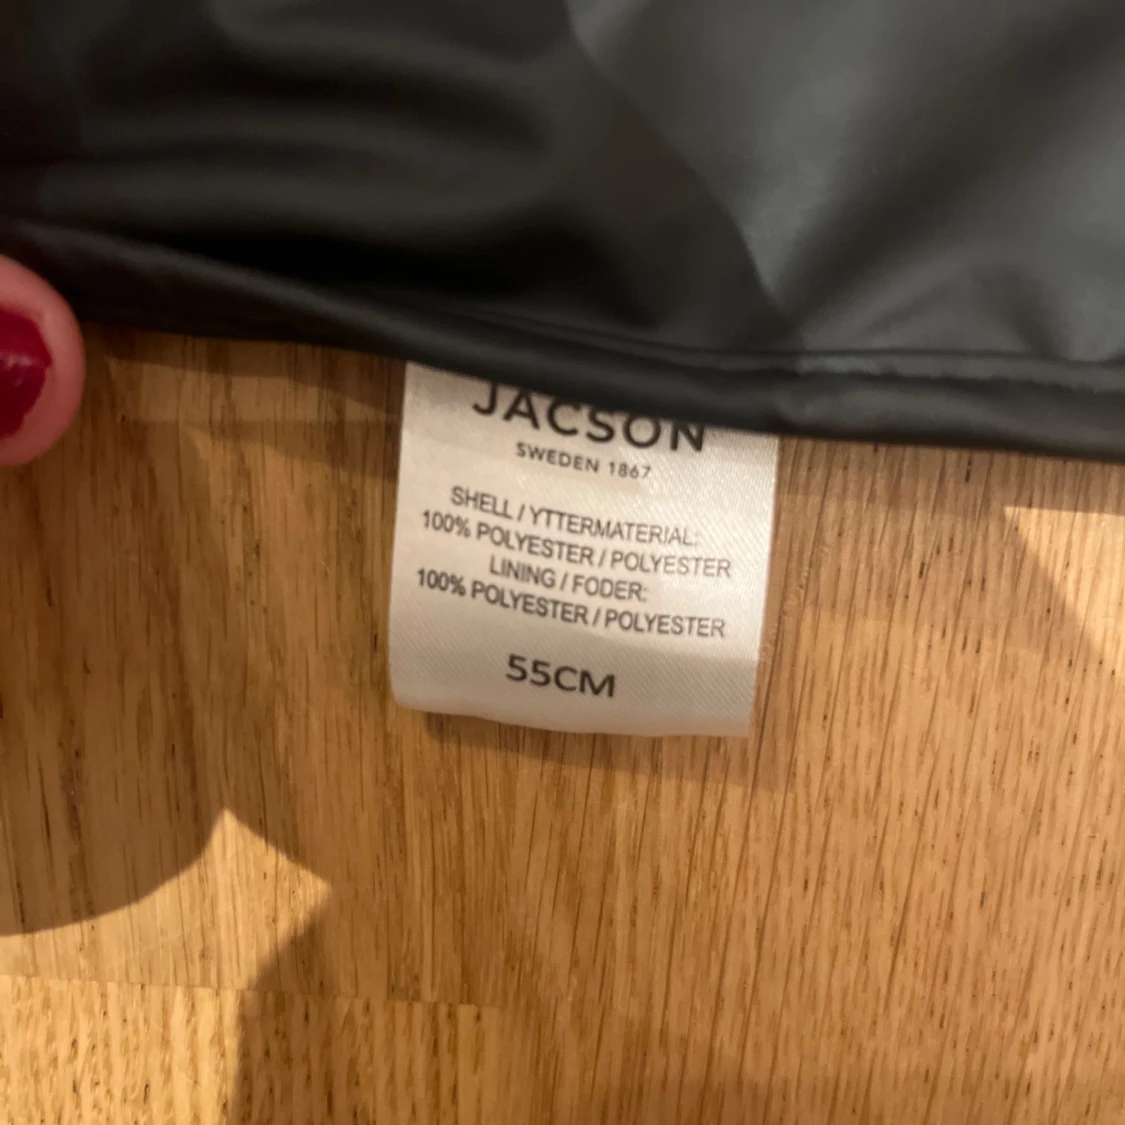 JACSON
SWEDEN 1867
SHELL / YTTERMATERIAL:
100% POLYESTER / POLYESTER
LINING / FODER:
100% POLYESTER / POLYESTER
55CM